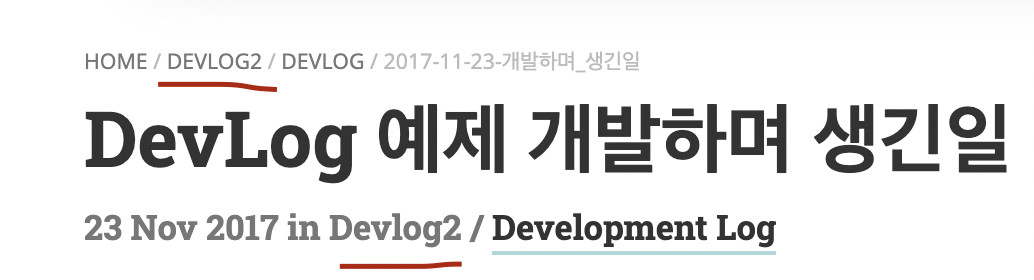 HOME / DEVLOG2 / DEVLOG / 2017-11-23-개발하며_생긴일
DevLog 예제 개발하며 생긴일
23 Nov 2017 in Devlog2 / Development Log